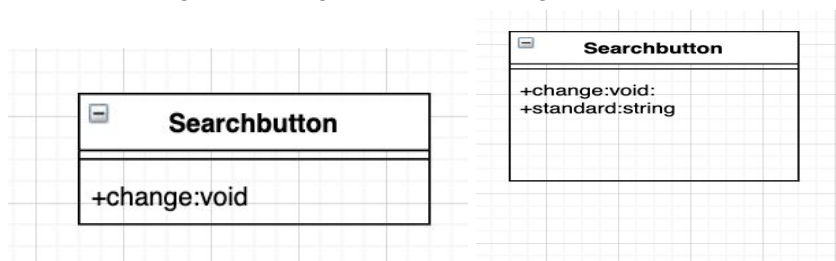 Searchbutton
+change:void
Searchbutton
+change:void:
+standard:string